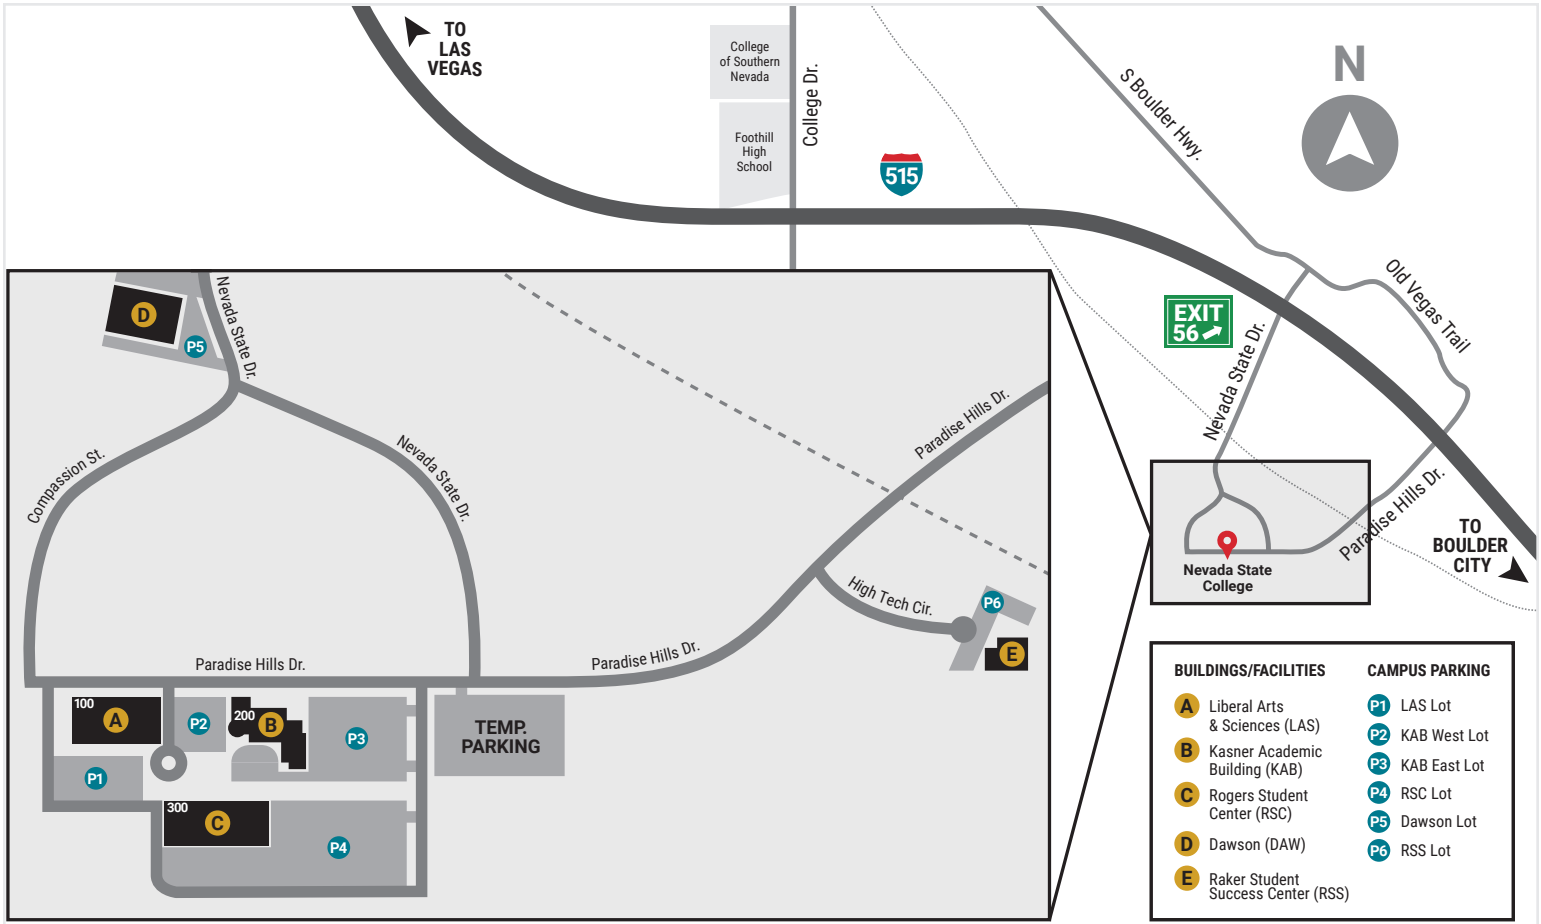 TO
LAS
VEGAS
College
of Southern
Nevada
Foothill
High
School
College Dr.
515
S Boulder Hwy.
N
Old Vegas Trail
EXIT
56
Nevada State Dr.
Paradise Hills Dr.
TO
BOULDER
CITY
Nevada State
College
D
P5
Nevada State Dr.
Compassion St.
Nevada State Dr.
Paradise Hills Dr.
High Tech Cir.
P6
E
Paradise Hills Dr.
Paradise Hills Dr.
100
A
P2
200
B
P3
TEMP.
PARKING
P1
300
C
P4
BUILDINGS/FACILITIES
A Liberal Arts
& Sciences (LAS)
B Kasner Academic
Building (KAB)
C Rogers Student
Center (RSC)
D Dawson (DAW)
E Raker Student
Success Center (RSS)
CAMPUS PARKING
P1 LAS Lot
P2 KAB West Lot
P3 KAB East Lot
P4 RSC Lot
P5 Dawson Lot
P6 RSS Lot